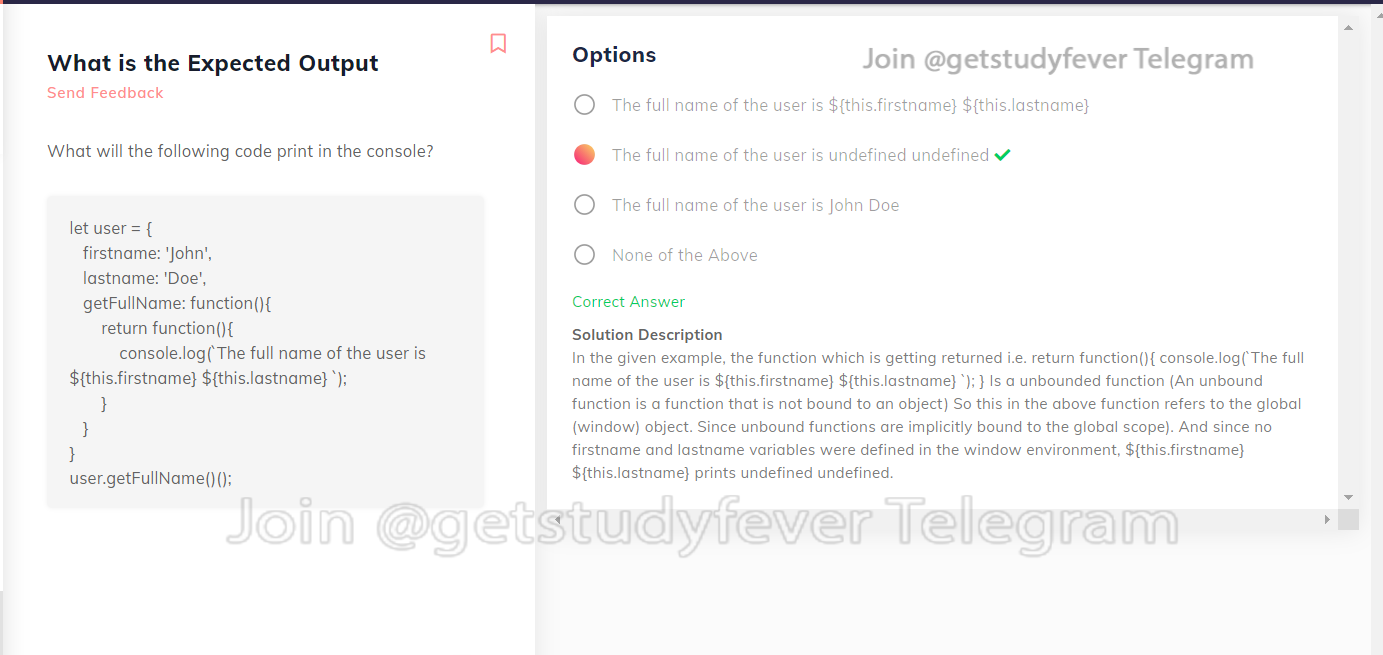 What is the Expected Output
Send Feedback
What will the following code print in the console?
let user = {
firstname: 'John',
lastname: 'Doe',
getFullName: function(){
return function(){
console.log(`The full name of the user is
${this.firstname} ${this.lastname} `);
}
}
}
user.getFullName()();
Options
Join @getstudyfever Telegram
The full name of the user is ${this.firstname} ${this.lastname}
The full name of the user is undefined undefined
The full name of the user is John Doe
None of the Above
Correct Answer
Solution Description
In the given example, the function which is getting returned i.e. return function(){ console.log(`The full
name of the user is ${this.firstname} ${this.lastname} `); } Is a unbounded function (An unbound
function is a function that is not bound to an object) So this in the above function refers to the global
(window) object. Since unbound functions are implicitly bound to the global scope). And since no
firstname and lastname variables were defined in the window environment, ${this.firstname}
${this.lastname} prints undefined undefined.
Join @getstudyfever Telegram